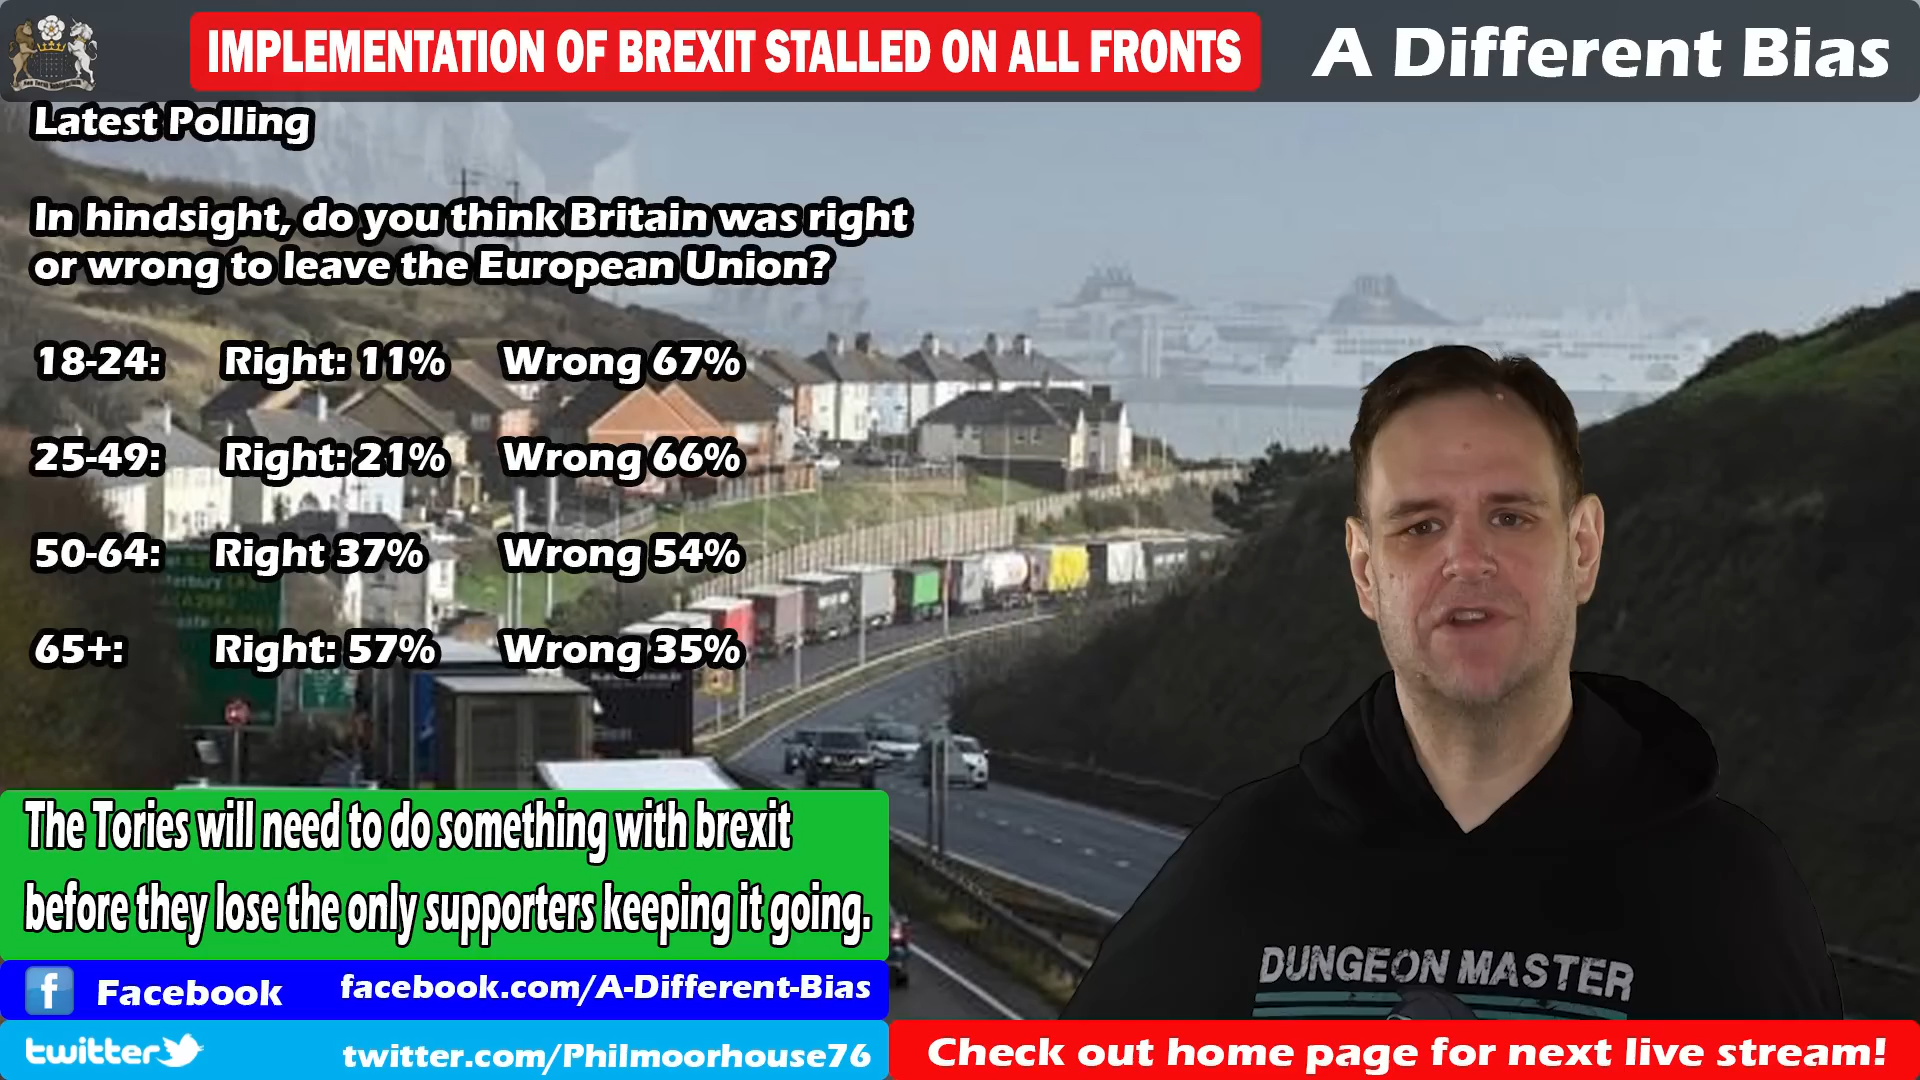 IMPLEMENTATION OF BREXIT STALLED ON ALL FRONTS
A Different Bias
Latest Polling
In hindsight, do you think Britain was right
or wrong to leave the European Union?
18-24: Right: 11% Wrong 67%
25-49: Right: 21% Wrong 66%
50-64: Right 37% Wrong 54%
65+: Right: 57% Wrong 35%
The Tories will need to do something with brexit
before they lose the only supporters keeping it going.
f Facebook facebook.com/A-Different-Bias
twitter twitter.com/Philmoorhouse76
DUNGEON MASTER
Check out home page for next live stream!